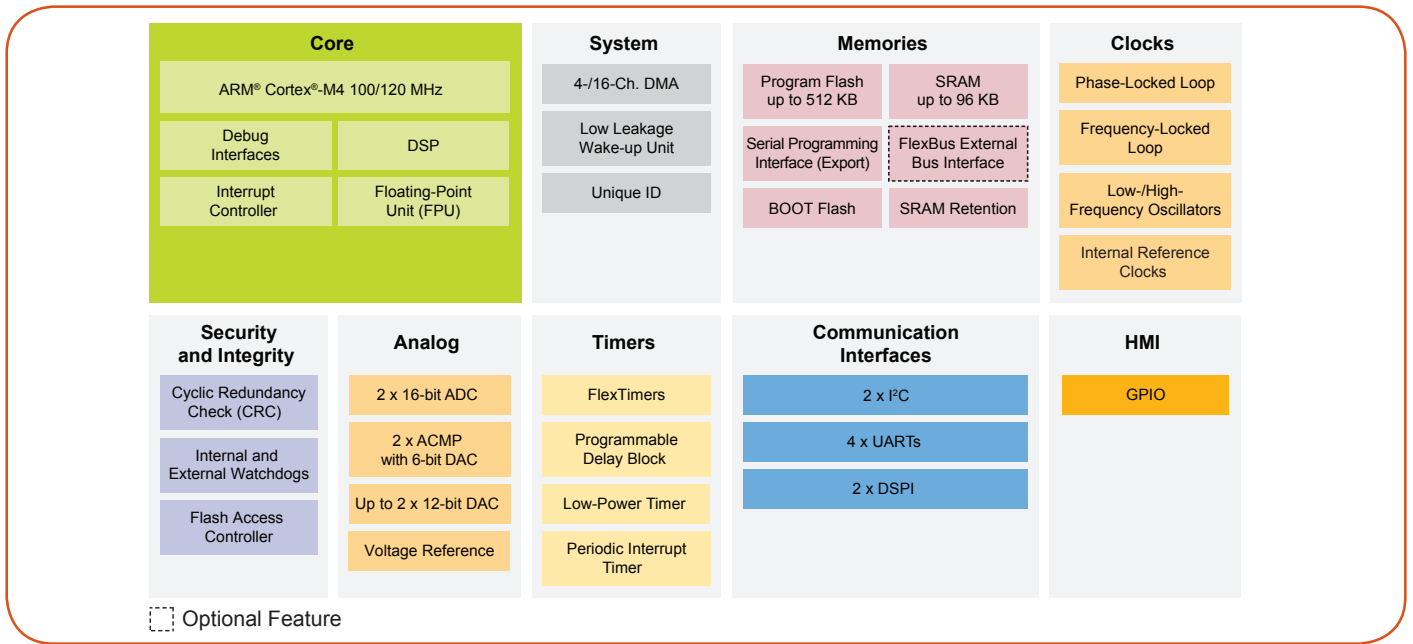 Core
ARM® Cortex®-M4 100/120 MHz
Debug
Interfaces
DSP
Interrupt
Controller
Floating-Point
Unit (FPU)
System
4-/16-Ch. DMA
Low Leakage
Wake-up Unit
Unique ID
Memories
Program Flash
up to 512 KB
SRAM
up to 96 KB
Serial Programming
Interface (Export)
FlexBus External
Bus Interface
BOOT Flash
SRAM Retention
Clocks
Phase-Locked Loop
Frequency-Locked
Loop
Low-/High-
Frequency Oscillators
Internal Reference
Clocks
Security
and Integrity
Cyclic Redundancy
Check (CRC)
Internal and
External Watchdogs
Flash Access
Controller
Analog
2 x 16-bit ADC
2 x ACMP
with 6-bit DAC
Up to 2 x 12-bit DAC
Voltage Reference
Timers
FlexTimers
Programmable
Delay Block
Low-Power Timer
Periodic Interrupt
Timer
Communication
Interfaces
2 x I²C
4 x UARTs
2 x DSPI
HMI
GPIO
Optional Feature